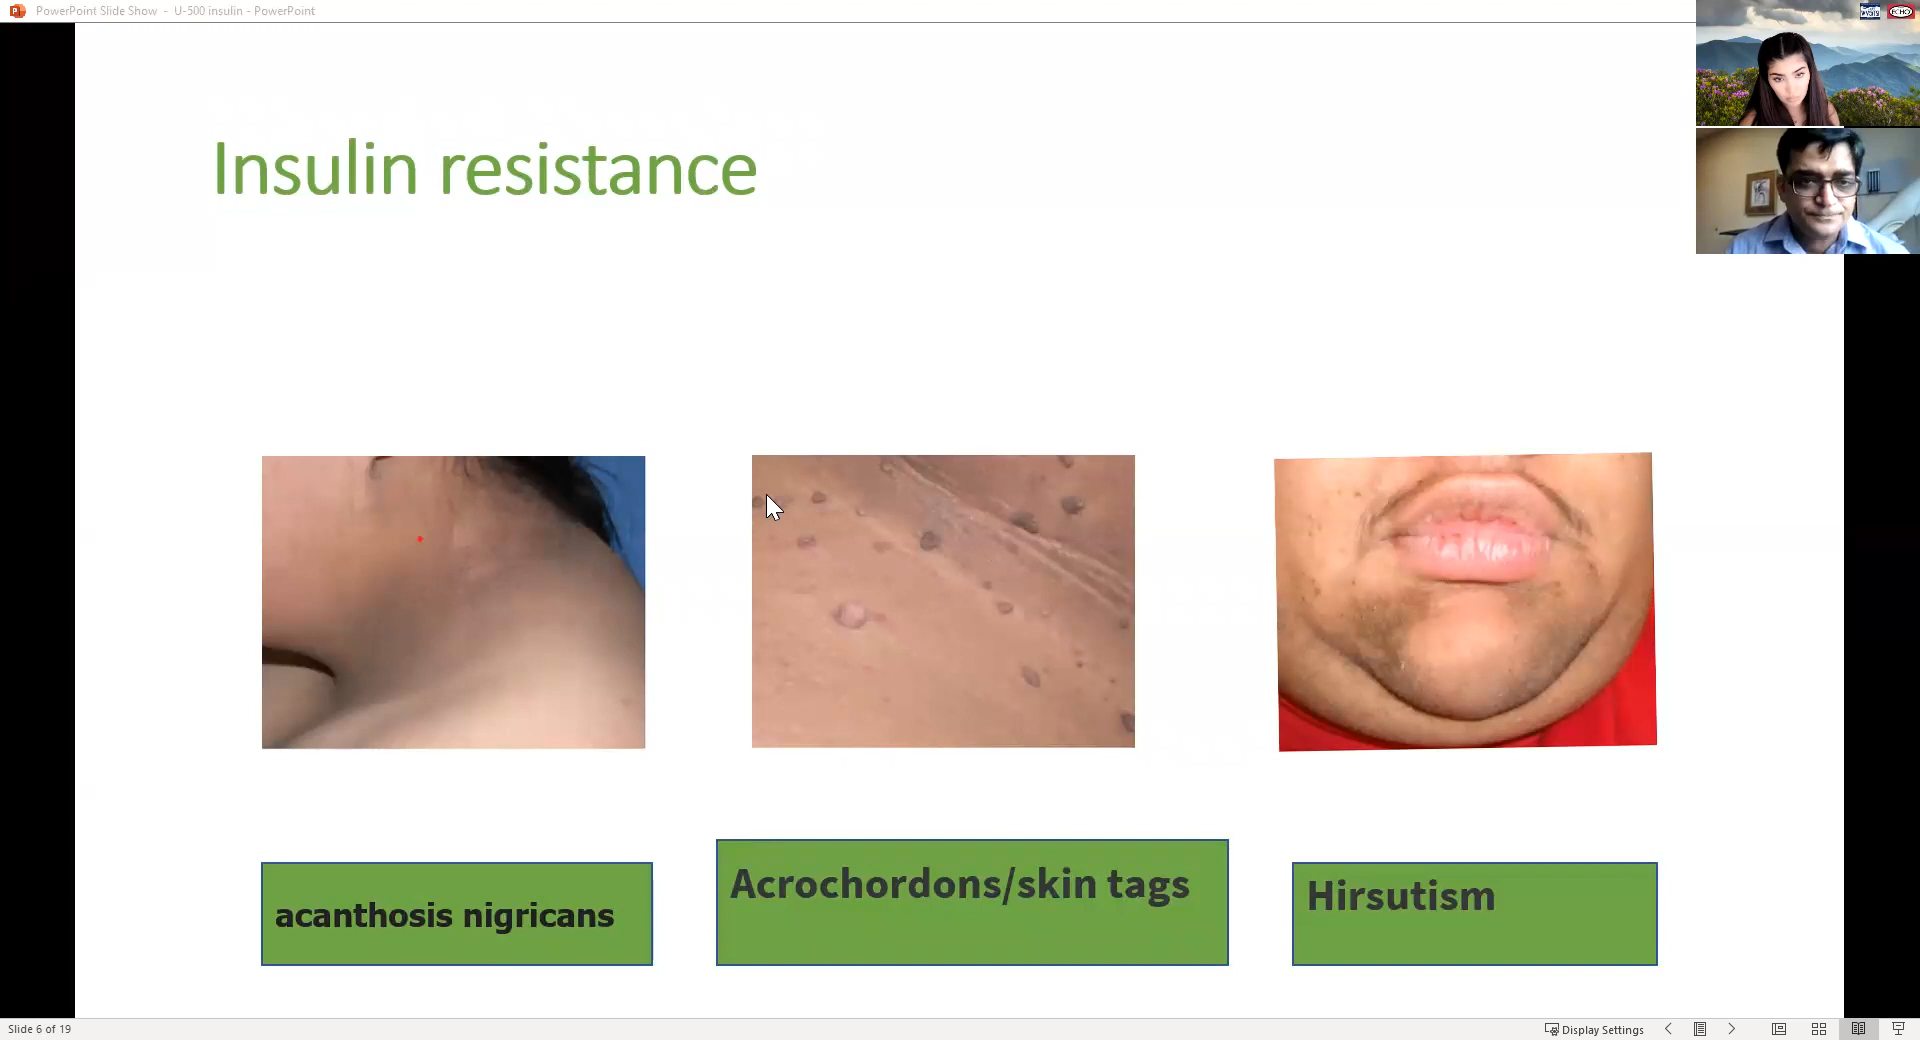 PowerPoint Slide Show - U-500 insulin - PowerPoint
ECHO
Insulin resistance
acanthosis nigricans
Acrochordons/skin tags
Hirsutism
Slide 6 of 19
Display Settings